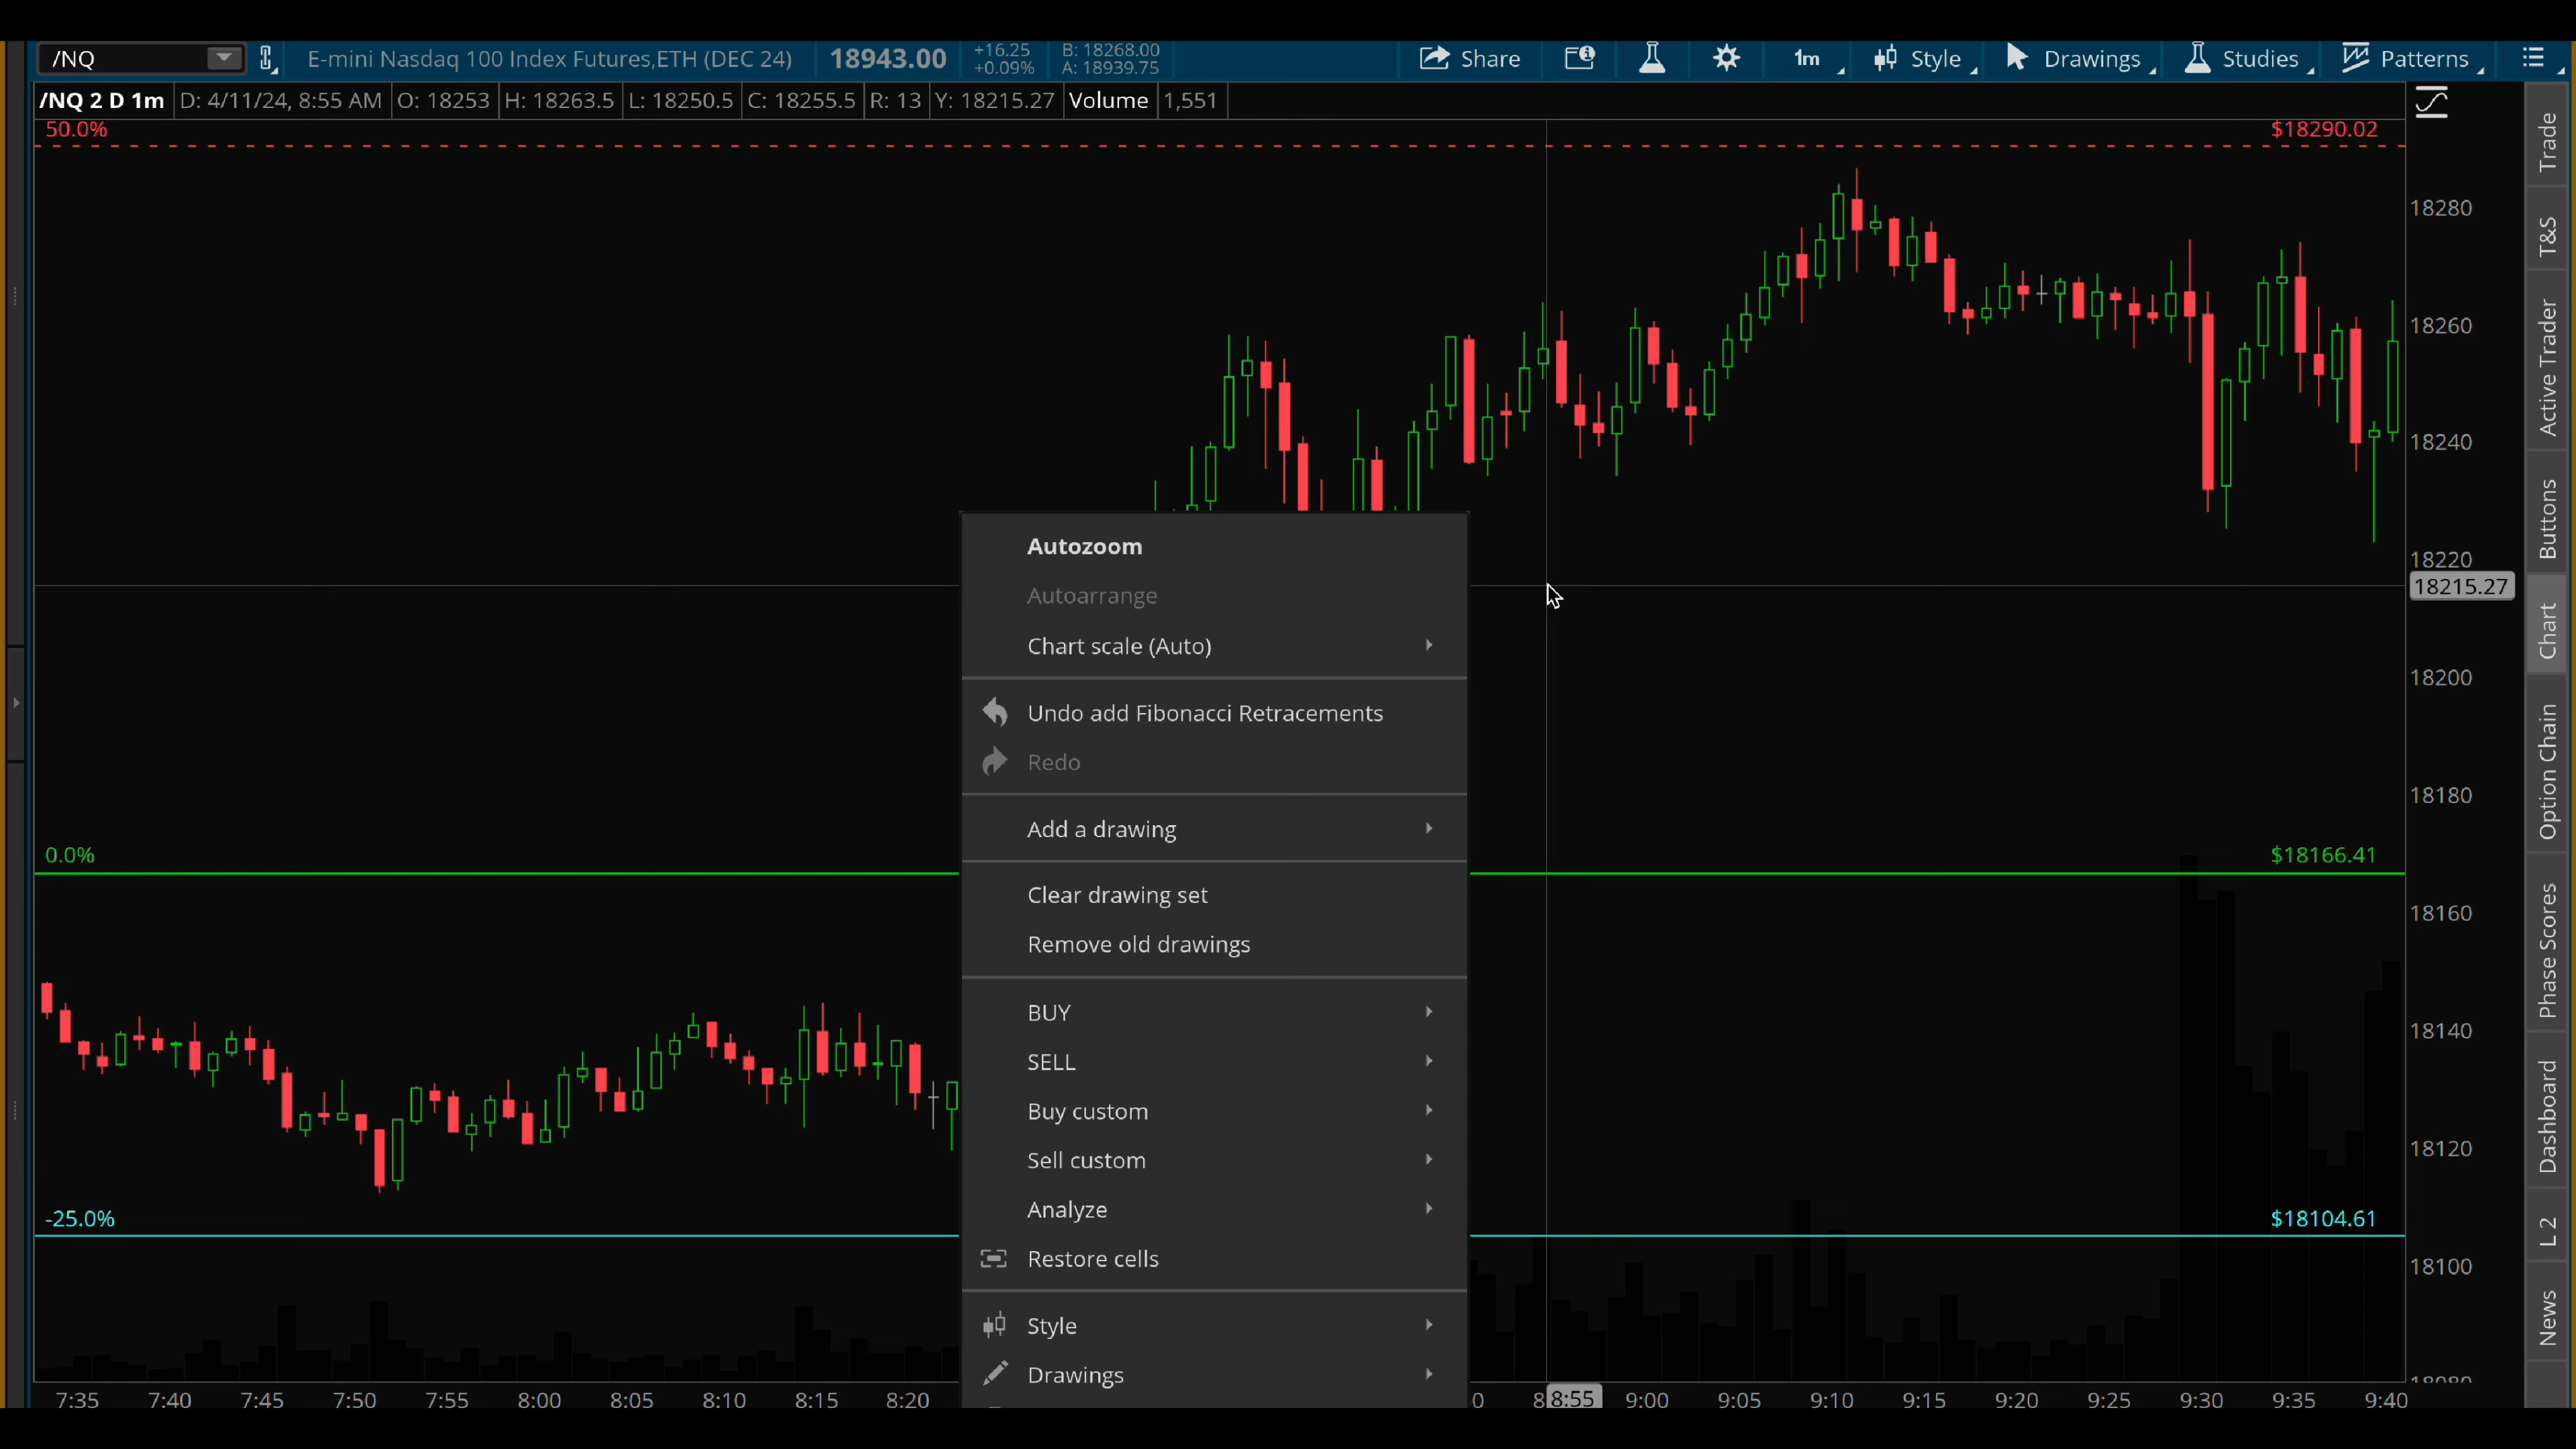 /NQ
E-mini Nasdaq 100 Index Futures,ETH (DEC 24)
18943.00
+16.25
+0.09%
B: 18268.00
A: 18939.75
Share
1m
Style
Drawings
Studies
Patterns
/NQ 2 D 1m
D: 4/11/24, 8:55 AM
O: 18253
H: 18263.5
L: 18250.5
C: 18255.5
R: 13
Y: 18215.27
Volume
1,551
50.0%
$18290.02
18280
18260
18240
18220
18215.27
18200
18180
18160
18140
18120
18100
0.0%
$18166.41
-25.0%
$18104.61
Autozoom
Autoarrange
Chart scale (Auto)
Undo add Fibonacci Retracements
Redo
Add a drawing
Clear drawing set
Remove old drawings
BUY
SELL
Buy custom
Sell custom
Analyze
Restore cells
Style
Drawings
7:35 7:40 7:45 7:50 7:55 8:00 8:05 8:10 8:15 8:20 0 8 8:55 9:00 9:05 9:10 9:15 9:20 9:25 9:30 9:35 9:40
Trade
T&S
Active Trader
Buttons
Chart
Option Chain
Phase Scores
Dashboard
L 2
News